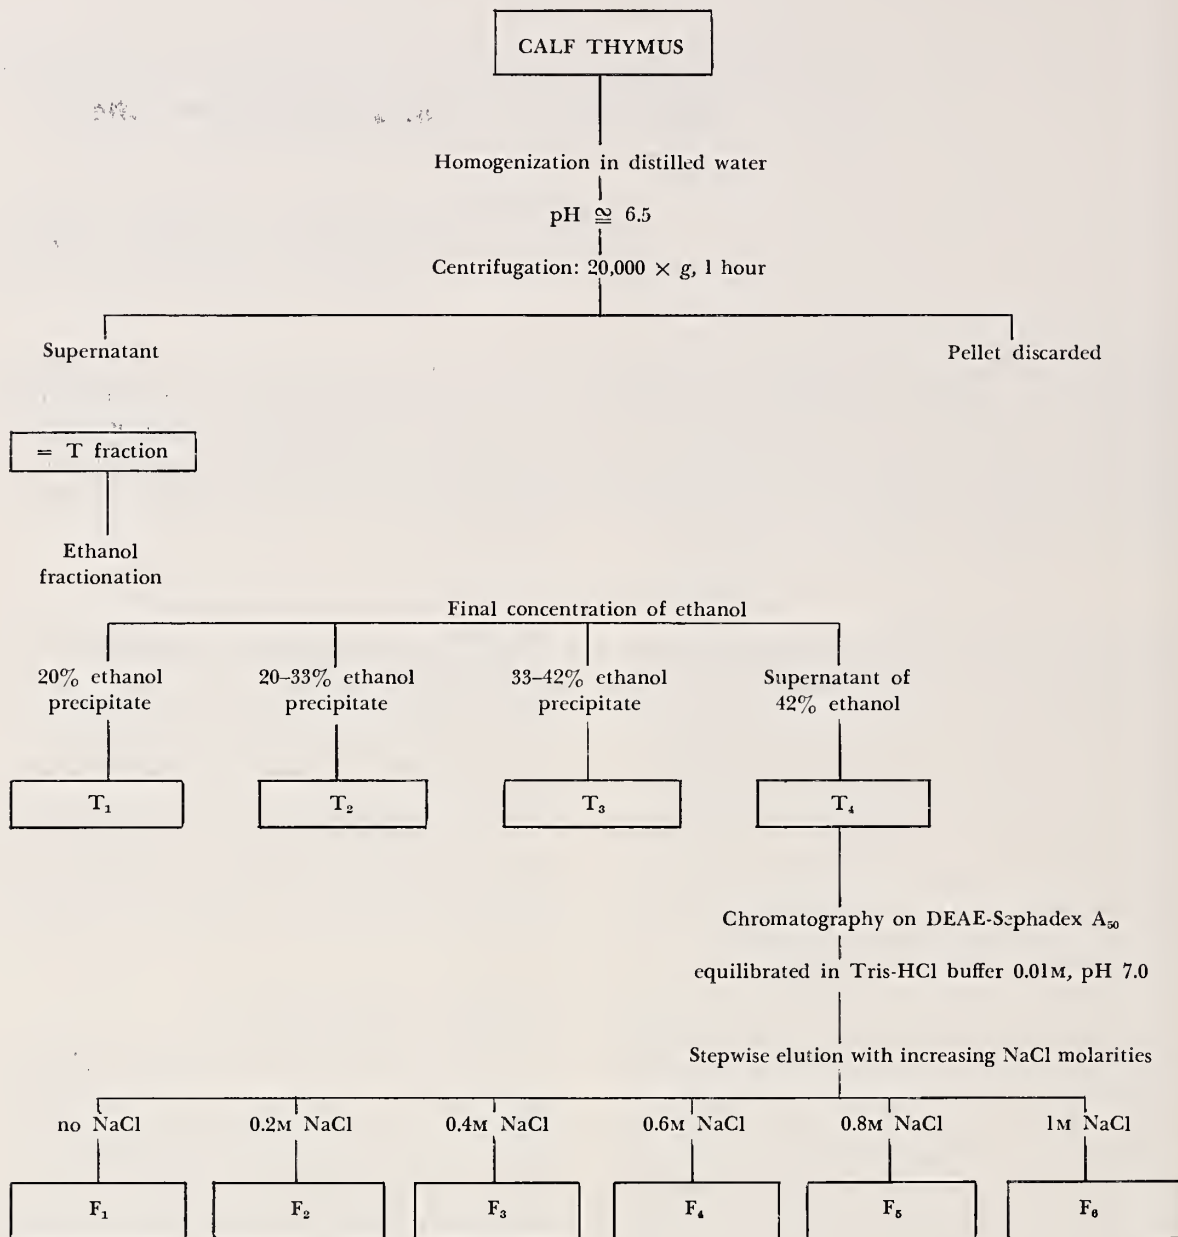 CALF THYMUS
Homogenization in distilled water
pH ≅ 6.5
Centrifugation: 20,000 × g, 1 hour
Supernatant
Pellet discarded
= T fraction
Ethanol
fractionation
Final concentration of ethanol
20% ethanol
precipitate
20–33% ethanol
precipitate
33–42% ethanol
precipitate
Supernatant of
42% ethanol
T₁
T₂
T₃
T₄
Chromatography on DEAE-Sephadex A₅₀
equilibrated in Tris-HCl buffer 0.01M, pH 7.0
Stepwise elution with increasing NaCl molarities
no NaCl
0.2M NaCl
0.4M NaCl
0.6M NaCl
0.8M NaCl
1M NaCl
F₁
F₂
F₃
F₄
F₅
F₆